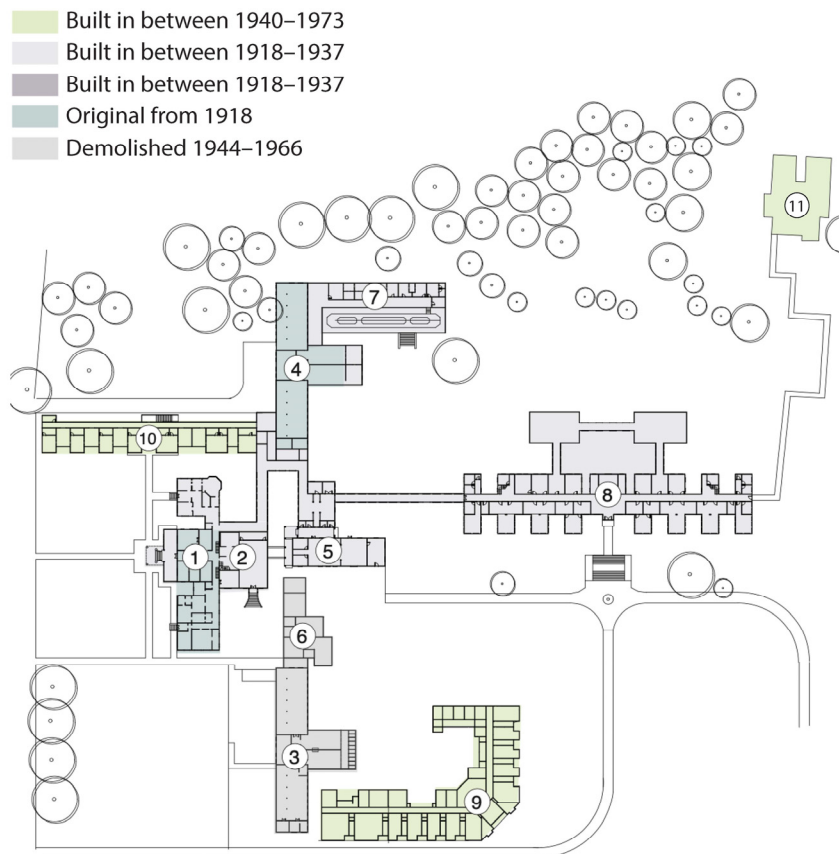 Built in between 1940–1973
Built in between 1918–1937
Built in between 1918–1937
Original from 1918
Demolished 1944–1966
11
7
4
10
8
1
2
5
6
3
9